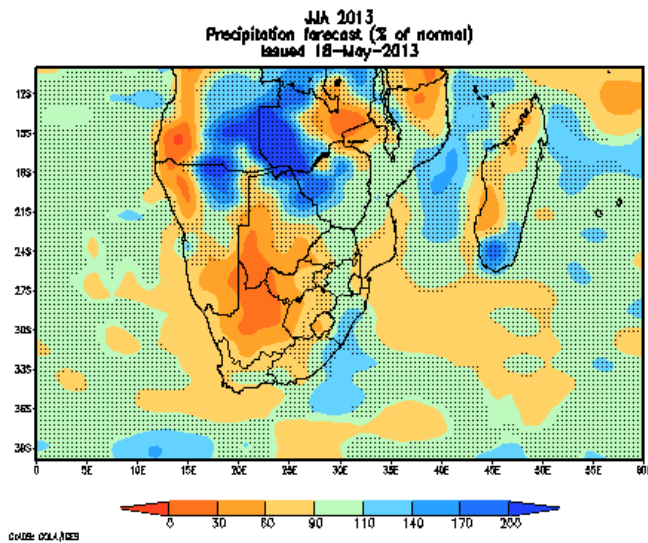 JJA 2013
Precipitation forecast (% of normal)
Issued 18-May-2013
12S
15S
18S
21S
24S
27S
30S
33S
36S
39S
0 5E 10E 15E 20E 25E 30E 35E 40E 45E 50E 55E 60E
0 30 60 90 110 140 170 200
GrADS: COLA/IGES